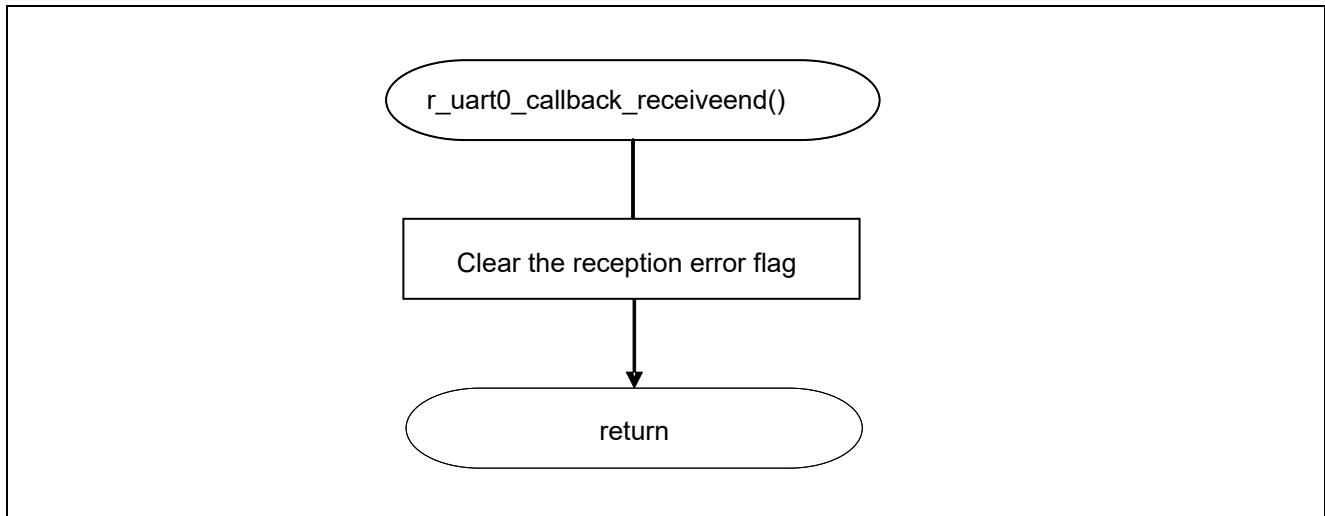 r_uart0_callback_receiveend()
Clear the reception error flag
return